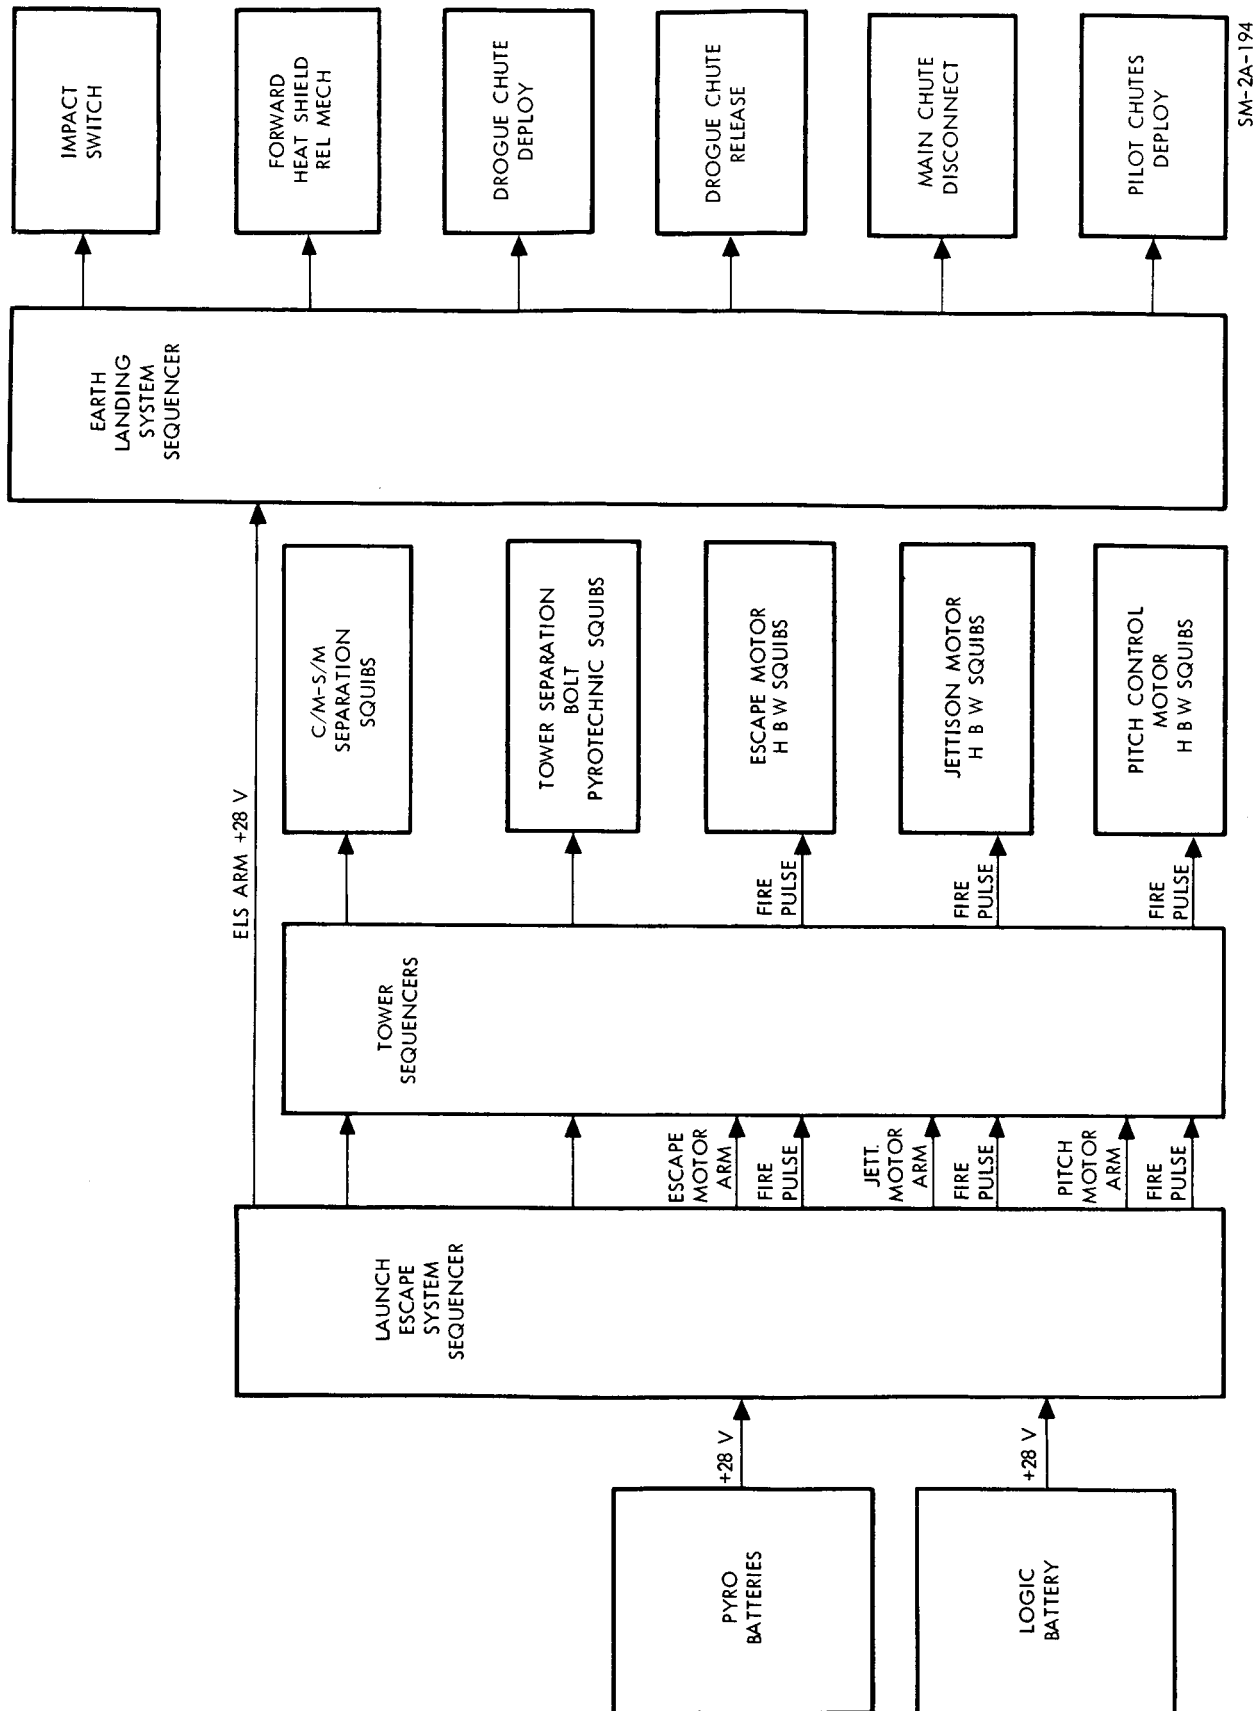 PYRO
BATTERIES
LOGIC
BATTERY
+28 V
+28 V
LAUNCH
ESCAPE
SYSTEM
SEQUENCER
ELS ARM +28 V
ESCAPE
MOTOR
ARM
FIRE
PULSE
JETT.
MOTOR
ARM
FIRE
PULSE
PITCH
MOTOR
ARM
FIRE
PULSE
TOWER
SEQUENCERS
FIRE
PULSE
FIRE
PULSE
FIRE
PULSE
C/M-S/M
SEPARATION
SQUIBS
TOWER SEPARATION
BOLT
PYROTECHNIC SQUIBS
ESCAPE MOTOR
H B W SQUIBS
JETTISON MOTOR
H B W SQUIBS
PITCH CONTROL
MOTOR
H B W SQUIBS
EARTH
LANDING
SYSTEM
SEQUENCER
IMPACT
SWITCH
FORWARD
HEAT SHIELD
REL MECH
DROGUE CHUTE
DEPLOY
DROGUE CHUTE
RELEASE
MAIN CHUTE
DISCONNECT
PILOT CHUTES
DEPLOY
SM-2A-194